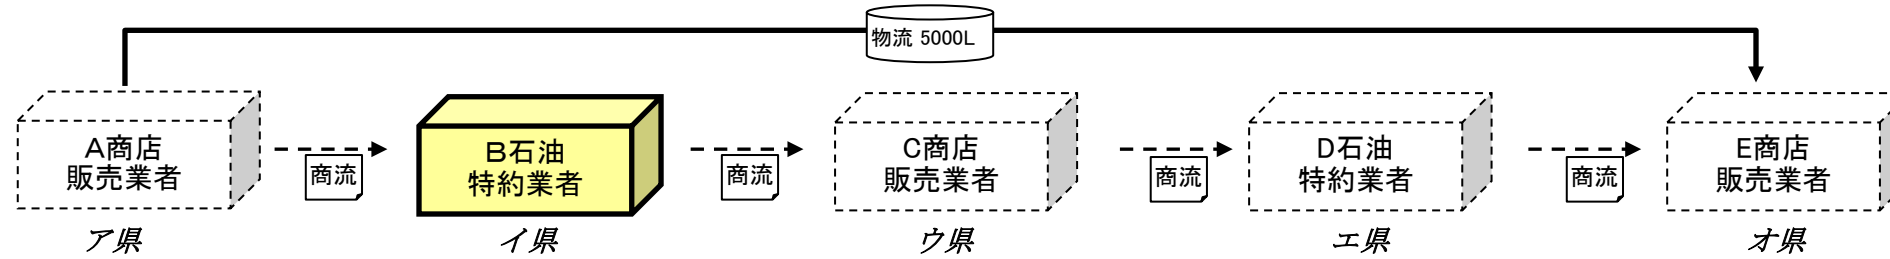 物流 5000L
A商店
販売業者
商流
B石油
特約業者
商流
C商店
販売業者
商流
D石油
特約業者
商流
E商店
販売業者
ア県
イ県
ウ県
エ県
オ県